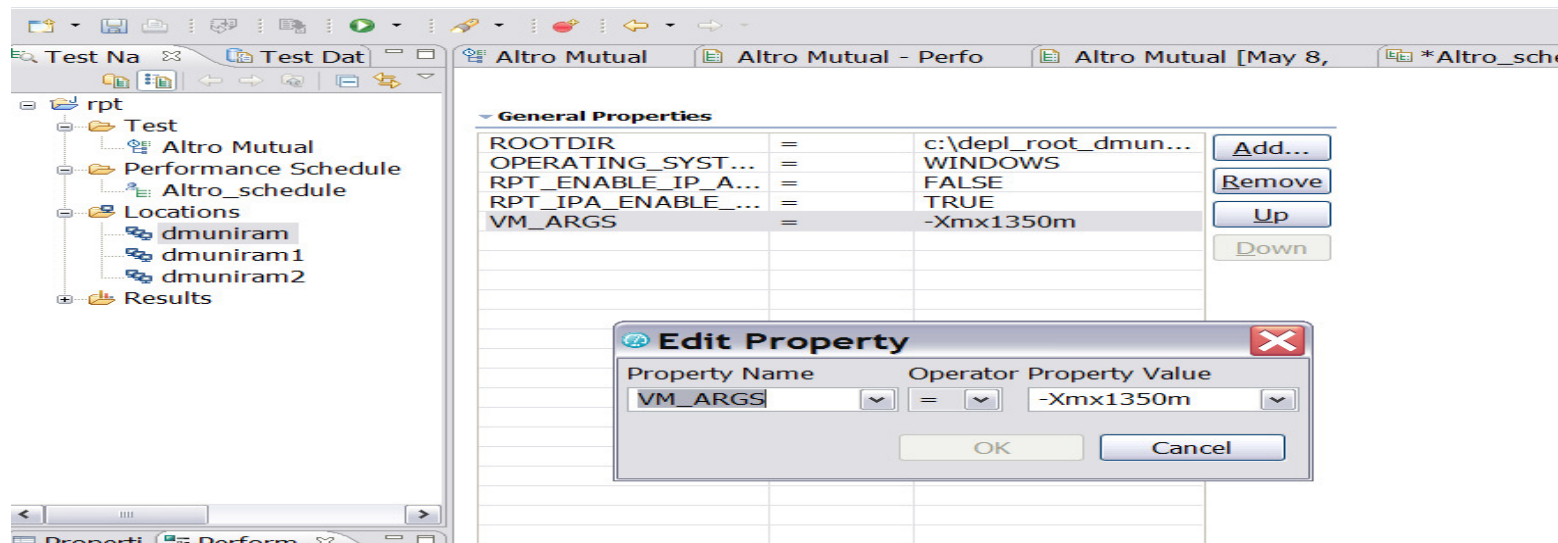 Test Na
Test Dat
Altro Mutual
Altro Mutual - Perfo
Altro Mutual [May 8,
*Altro_sche
rpt
Test
Altro Mutual
Performance Schedule
Altro_schedule
Locations
dmuniram
dmuniram1
dmuniram2
Results
General Properties
ROOTDIR = c:\depl_root_dmun...
OPERATING_SYST... = WINDOWS
RPT_ENABLE_IP_A... = FALSE
RPT_IPA_ENABLE_... = TRUE
VM_ARGS = -Xmx1350m
Add...
Remove
Up
Down
Edit Property
Property Name Operator Property Value
VM_ARGS = -Xmx1350m
OK Cancel
Properti Perform